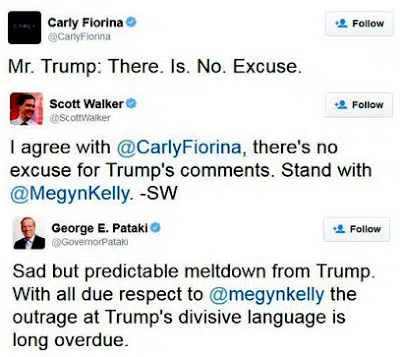 CARLY
Carly Fiorina
Follow
@CarlyFiorina
Mr. Trump: There. Is. No. Excuse.
Scott Walker
Follow
@ScottWalker
I agree with @CarlyFiorina, there's no
excuse for Trump's comments. Stand with
@MegynKelly. -SW
George E. Pataki
Follow
@GovernorPataki
Sad but predictable meltdown from Trump.
With all due respect to @megynkelly the
outrage at Trump's divisive language is
long overdue.